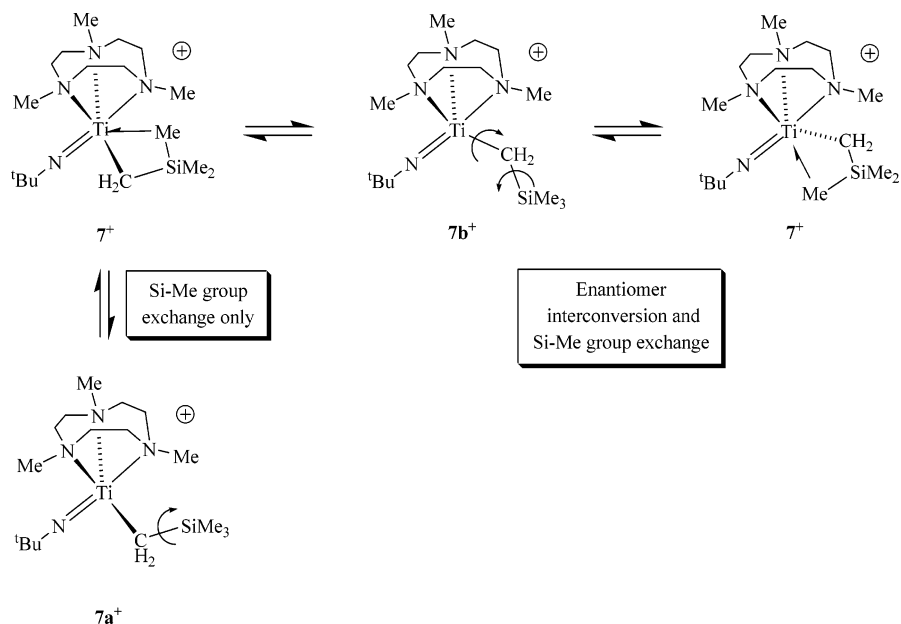 Me
N
N
N
Me
Me
⊕
Ti
Me
N
ᵗBu
H₂C
SiMe₂
7⁺
Me
N
N
N
Me
Me
⊕
Ti
N
CH₂
ᵗBu
SiMe₃
7b⁺
Me
N
N
N
Me
Me
⊕
Ti
CH₂
N
SiMe₂
ᵗBu
Me
7⁺
Si-Me group
exchange only
Enantiomer
interconversion and
Si-Me group exchange
Me
N
N
N
Me
Me
⊕
Ti
N
SiMe₃
ᵗBu
C
H₂
7a⁺